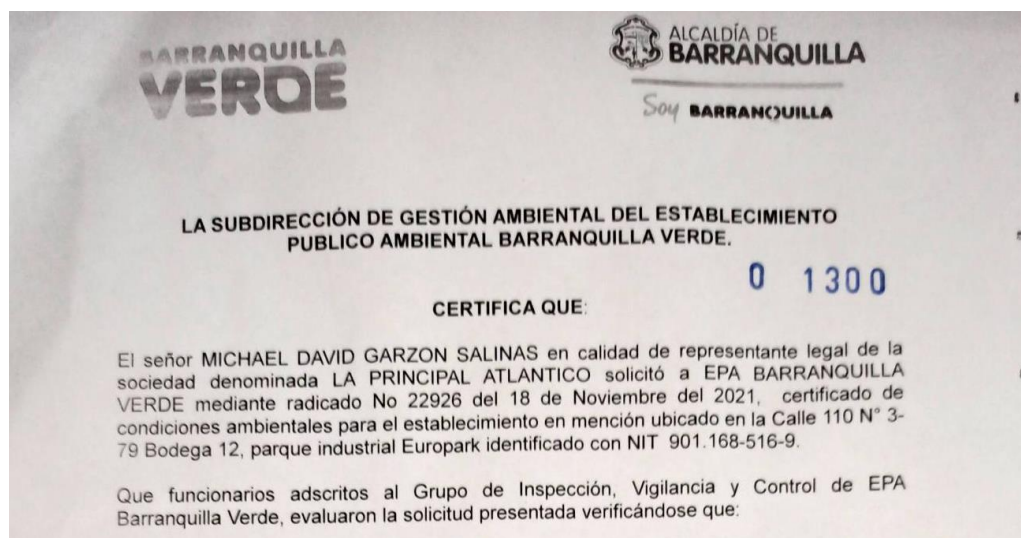 BARRANQUILLA
VERDE
ALCALDÍA DE
BARRANQUILLA
Soy BARRANQUILLA
LA SUBDIRECCIÓN DE GESTIÓN AMBIENTAL DEL ESTABLECIMIENTO
PUBLICO AMBIENTAL BARRANQUILLA VERDE.
0 1300
CERTIFICA QUE:
El señor MICHAEL DAVID GARZON SALINAS en calidad de representante legal de la
sociedad denominada LA PRINCIPAL ATLANTICO solicitó a EPA BARRANQUILLA
VERDE mediante radicado No 22926 del 18 de Noviembre del 2021, certificado de
condiciones ambientales para el establecimiento en mención ubicado en la Calle 110 N° 3-
79 Bodega 12, parque industrial Europark identificado con NIT 901.168-516-9.
Que funcionarios adscritos al Grupo de Inspección, Vigilancia y Control de EPA
Barranquilla Verde, evaluaron la solicitud presentada verificándose que: